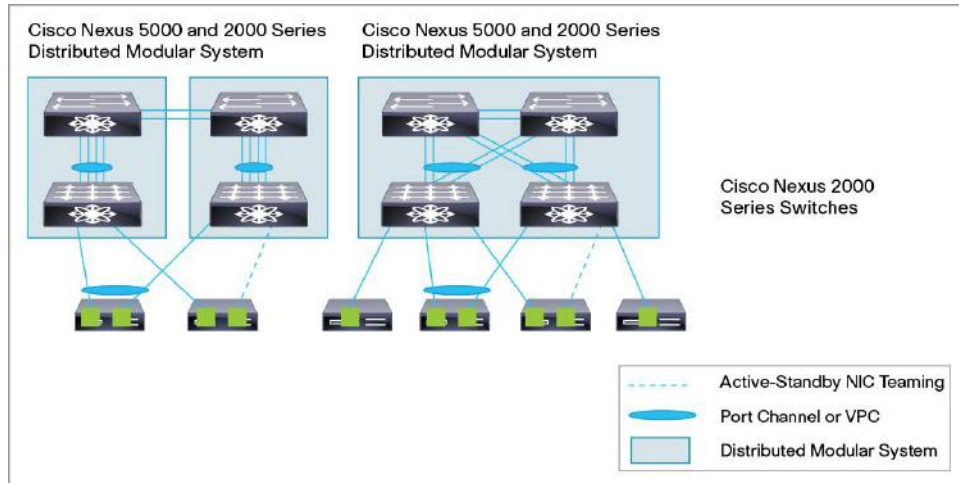 Cisco Nexus 5000 and 2000 Series
Distributed Modular System
Cisco Nexus 5000 and 2000 Series
Distributed Modular System
Cisco Nexus 2000
Series Switches
Active-Standby NIC Teaming
Port Channel or VPC
Distributed Modular System